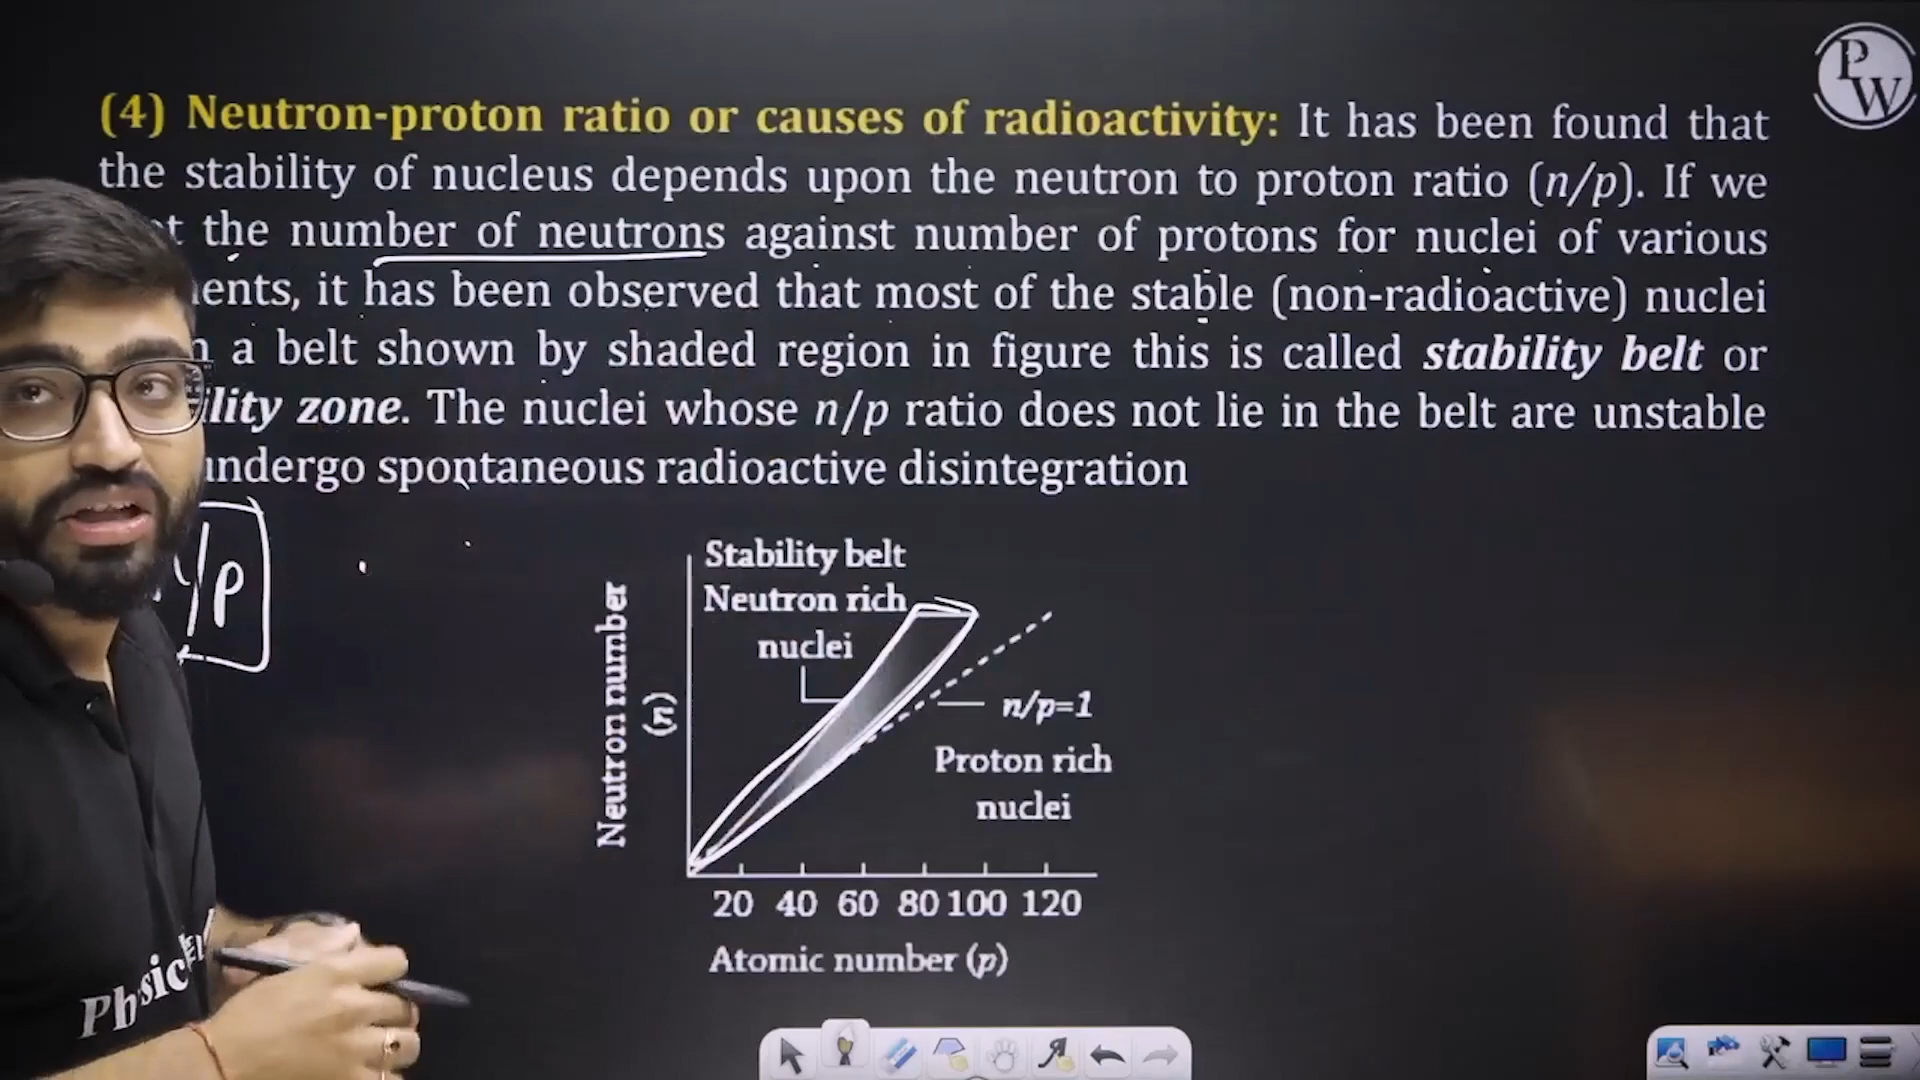 P
W
(4) Neutron-proton ratio or causes of radioactivity: It has been found that
the stability of nucleus depends upon the neutron to proton ratio (n/p). If we
the number of neutrons against number of protons for nuclei of various
it has been observed that most of the stable (non-radioactive) nuclei
a belt shown by shaded region in figure this is called stability belt or
zone. The nuclei whose n/p ratio does not lie in the belt are unstable
undergo spontaneous radioactive disintegration
/p
Stability belt
Neutron rich
nuclei
Neutron number
(n)
n/p=1
Proton rich
nuclei
20 40 60 80 100 120
Atomic number (p)